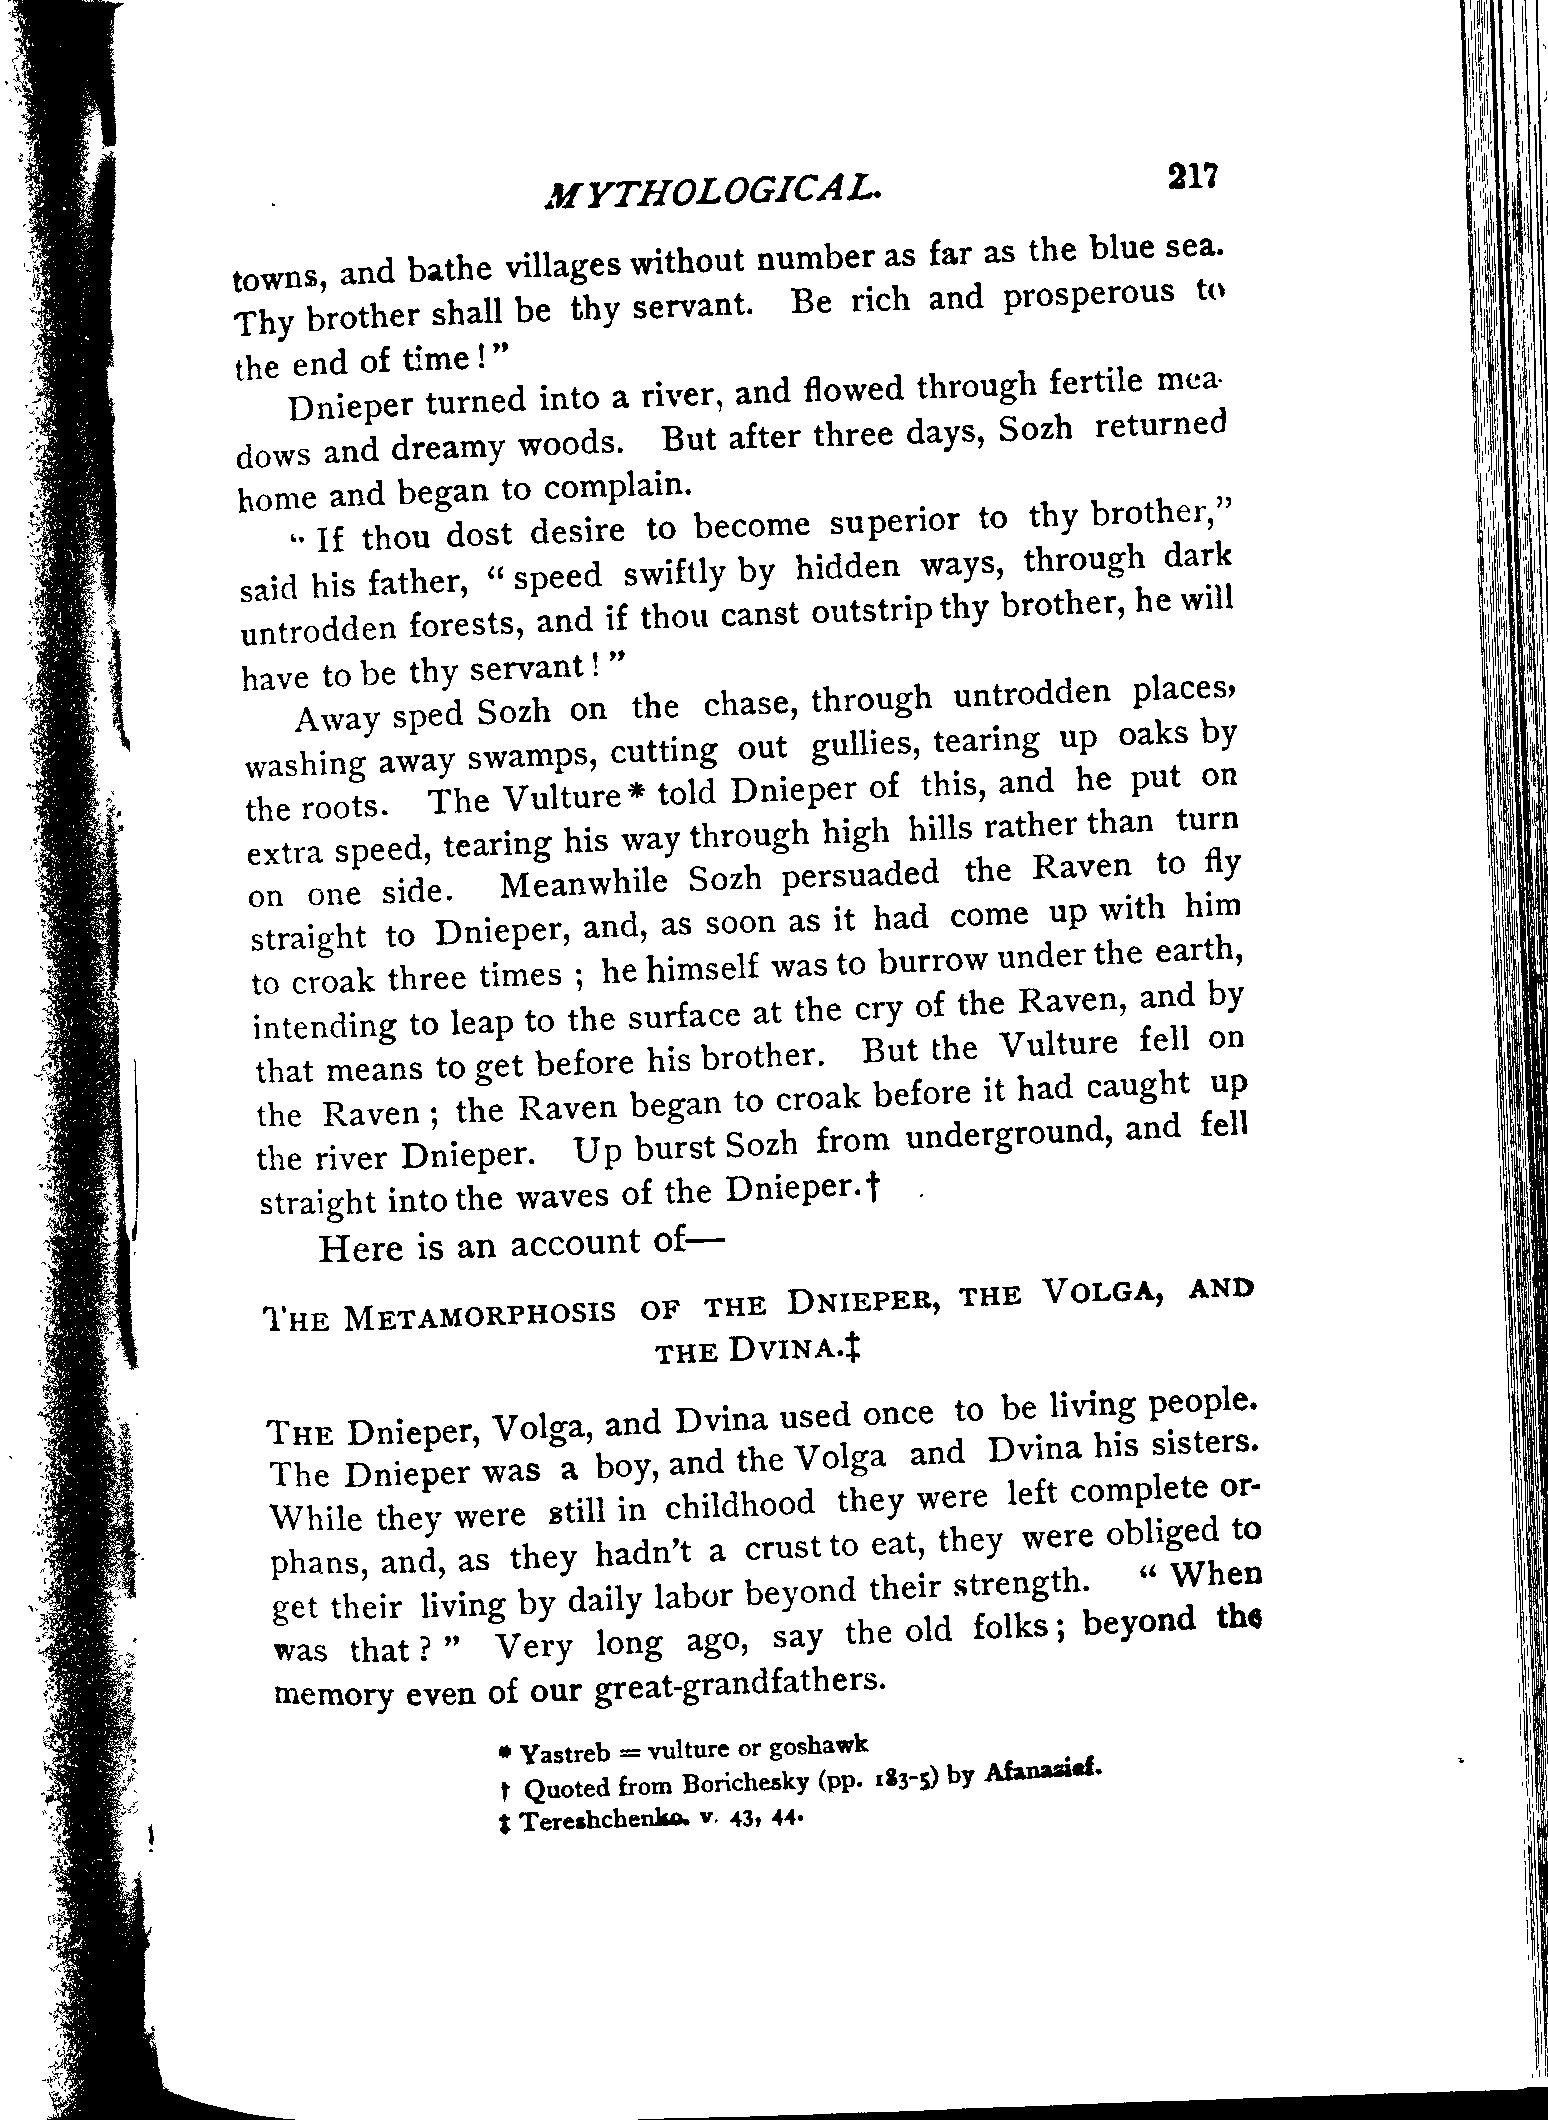 MYTHOLOGICAL. 217
towns, and bathe villages without number as far as the blue sea.
Thy brother shall be thy servant. Be rich and prosperous to
the end of time!"
Dnieper turned into a river, and flowed through fertile mea-
dows and dreamy woods. But after three days, Sozh returned
home and began to complain.
"If thou dost desire to become superior to thy brother,"
said his father, "speed swiftly by hidden ways, through dark
untrodden forests, and if thou canst outstrip thy brother, he will
have to be thy servant!"
Away sped Sozh on the chase, through untrodden places,
washing away swamps, cutting out gullies, tearing up oaks by
the roots. The Vulture* told Dnieper of this, and he put on
extra speed, tearing his way through high hills rather than turn
on one side. Meanwhile Sozh persuaded the Raven to fly
straight to Dnieper, and, as soon as it had come up with him
to croak three times; he himself was to burrow under the earth,
intending to leap to the surface at the cry of the Raven, and by
that means to get before his brother. But the Vulture fell on
the Raven; the Raven began to croak before it had caught up
the river Dnieper. Up burst Sozh from underground, and fell
straight into the waves of the Dnieper.†
Here is an account of—
THE METAMORPHOSIS OF THE DNIEPER, THE VOLGA, AND
THE DVINA.‡
THE Dnieper, Volga, and Dvina used once to be living people.
The Dnieper was a boy, and the Volga and Dvina his sisters.
While they were still in childhood they were left complete or-
phans, and, as they hadn't a crust to eat, they were obliged to
get their living by daily labor beyond their strength. "When
was that?" Very long ago, say the old folks; beyond the
memory even of our great-grandfathers.
* Yastreb = vulture or goshawk
† Quoted from Borichesky (pp. 183-5) by Afanasief.
‡ Tereshchenko. v. 43, 44.